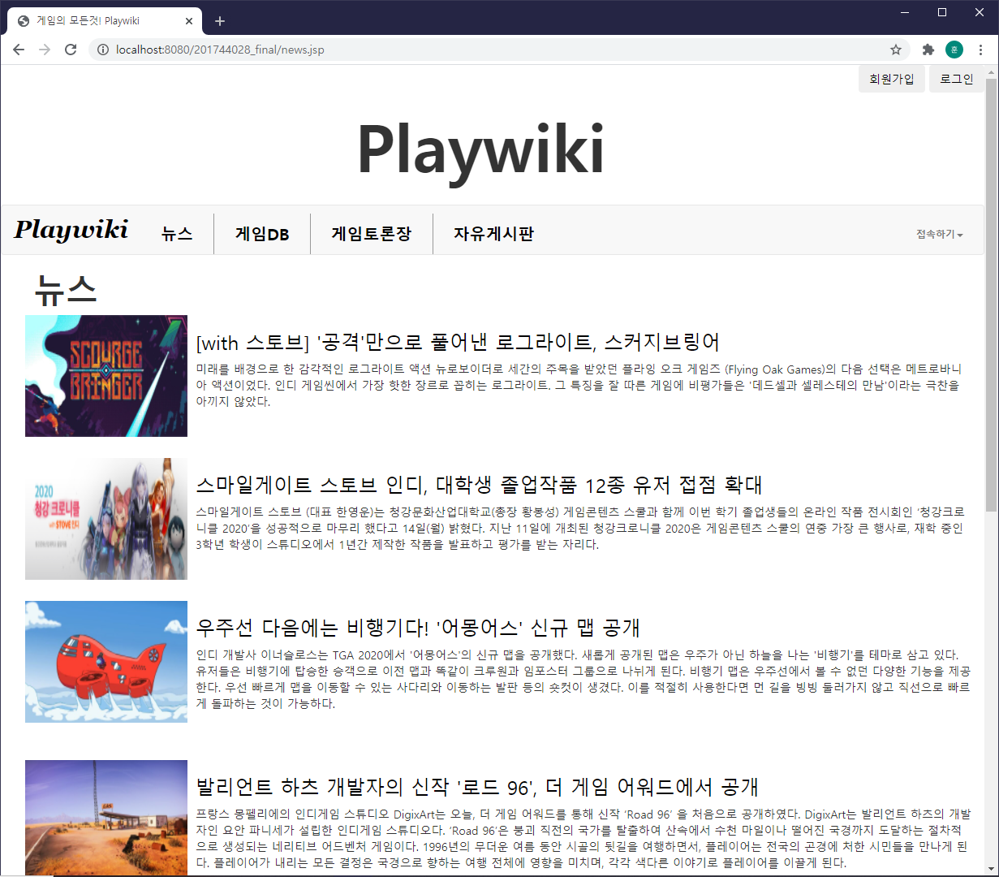 게임의 모든것! Playwiki
localhost:8080/201744028_final/news.jsp
훈
회원가입
로그인
Playwiki
Playwiki 뉴스 게임DB 게임토론장 자유게시판 접속하기
뉴스
SCOURGE
BRINGER
[with 스토브] '공격'만으로 풀어낸 로그라이트, 스커지브링어
미래를 배경으로 한 감각적인 로그라이트 액션 뉴로보이더로 세간의 주목을 받았던 플라잉 오크 게임즈 (Flying Oak Games)의 다음 선택은 메트로바니
아 액션이었다. 인디 게임씬에서 가장 핫한 장르로 꼽히는 로그라이트. 그 특징을 잘 따른 게임에 비평가들은 '데드셀과 셀레스테의 만남'이라는 극찬을
아끼지 않았다.
2020
청강 크로니클
with STOVE 인디
스마일게이트 스토브 인디, 대학생 졸업작품 12종 유저 접점 확대
스마일게이트 스토브 (대표 한영운)는 청강문화산업대학교(총장 황봉성) 게임콘텐츠 스쿨과 함께 이번 학기 졸업생들의 온라인 작품 전시회인 ‘청강크로
니클 2020’을 성공적으로 마무리 했다고 14일(월) 밝혔다. 지난 11일에 개최된 청강크로니클 2020은 게임콘텐츠 스쿨의 연중 가장 큰 행사로, 재학 중인
3학년 학생이 스튜디오에서 1년간 제작한 작품을 발표하고 평가를 받는 자리다.
우주선 다음에는 비행기다! '어몽어스' 신규 맵 공개
인디 개발사 이너슬로스는 TGA 2020에서 '어몽어스'의 신규 맵을 공개했다. 새롭게 공개된 맵은 우주가 아닌 하늘을 나는 '비행기'를 테마로 삼고 있다.
유저들은 비행기에 탑승한 승객으로 이전 맵과 똑같이 크루원과 임포스터 그룹으로 나뉘게 된다. 비행기 맵은 우주선에서 볼 수 없던 다양한 기능을 제공
한다. 우선 빠르게 맵을 이동할 수 있는 사다리와 이동하는 발판 등의 숏컷이 생겼다. 이를 적절히 사용한다면 먼 길을 빙빙 둘러가지 않고 직선으로 빠르
게 돌파하는 것이 가능하다.
발리언트 하츠 개발자의 신작 '로드 96', 더 게임 어워드에서 공개
프랑스 몽펠리에의 인디게임 스튜디오 DigixArt는 오늘, 더 게임 어워드를 통해 신작 ‘Road 96’ 을 처음으로 공개하였다. DigixArt는 발리언트 하츠의 개발
자인 요안 파니세가 설립한 인디게임 스튜디오다. ‘Road 96’은 붕괴 직전의 국가를 탈출하여 산속에서 수천 마일이나 떨어진 국경까지 도달하는 절차적
으로 생성되는 네리티브 어드벤처 게임이다. 1996년의 무더운 여름 동안 시골의 뒷길을 여행하면서, 플레이어는 전국의 곤경에 처한 시민들을 만나게 된
다. 플레이어가 내리는 모든 결정은 국경으로 향하는 여행 전체에 영향을 미치며, 각각 색다른 이야기로 플레이어를 이끌게 된다.